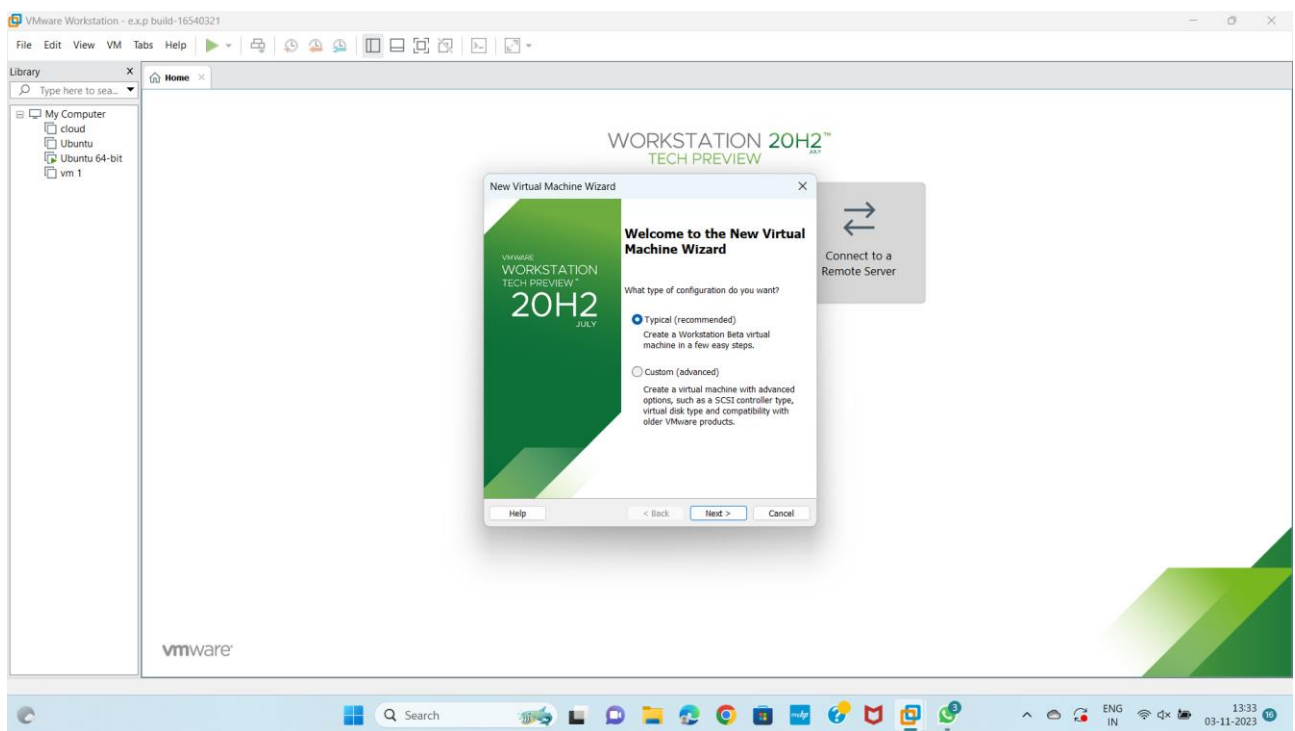 VMware Workstation - e.x.p build-16540321
File Edit View VM Tabs Help
Library X
Home
Type here to sea...
My Computer
cloud
Ubuntu
Ubuntu 64-bit
vm 1
WORKSTATION 20H2™
JULY
TECH PREVIEW
New Virtual Machine Wizard
VMWARE
WORKSTATION
TECH PREVIEW™
20H2
JULY
Welcome to the New Virtual
Machine Wizard
What type of configuration do you want?
Typical (recommended)
Create a Workstation Beta virtual
machine in a few easy steps.
Custom (advanced)
Create a virtual machine with advanced
options, such as a SCSI controller type,
virtual disk type and compatibility with
older VMware products.
Help < Back Next > Cancel
Connect to a
Remote Server
vmware
Search
myhp
3
ENG
IN
13:33
03-11-2023
16